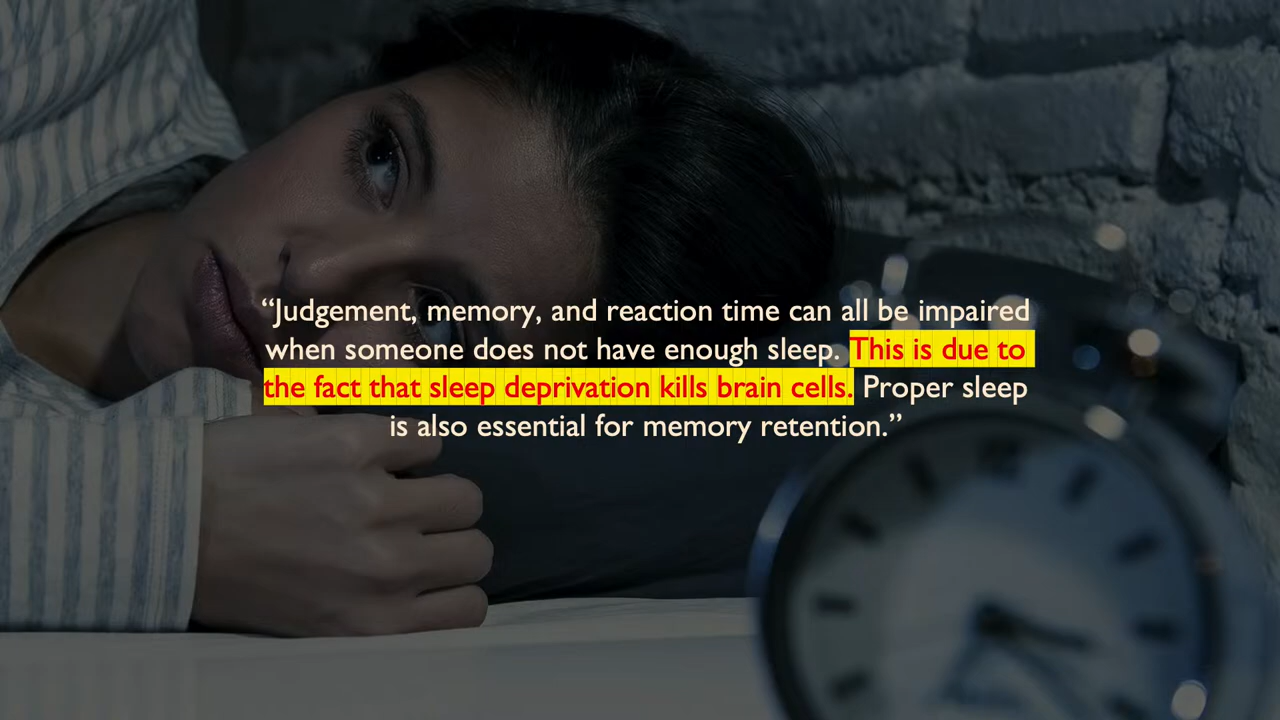 “Judgement, memory, and reaction time can all be impaired
when someone does not have enough sleep. This is due to
the fact that sleep deprivation kills brain cells. Proper sleep
is also essential for memory retention.”